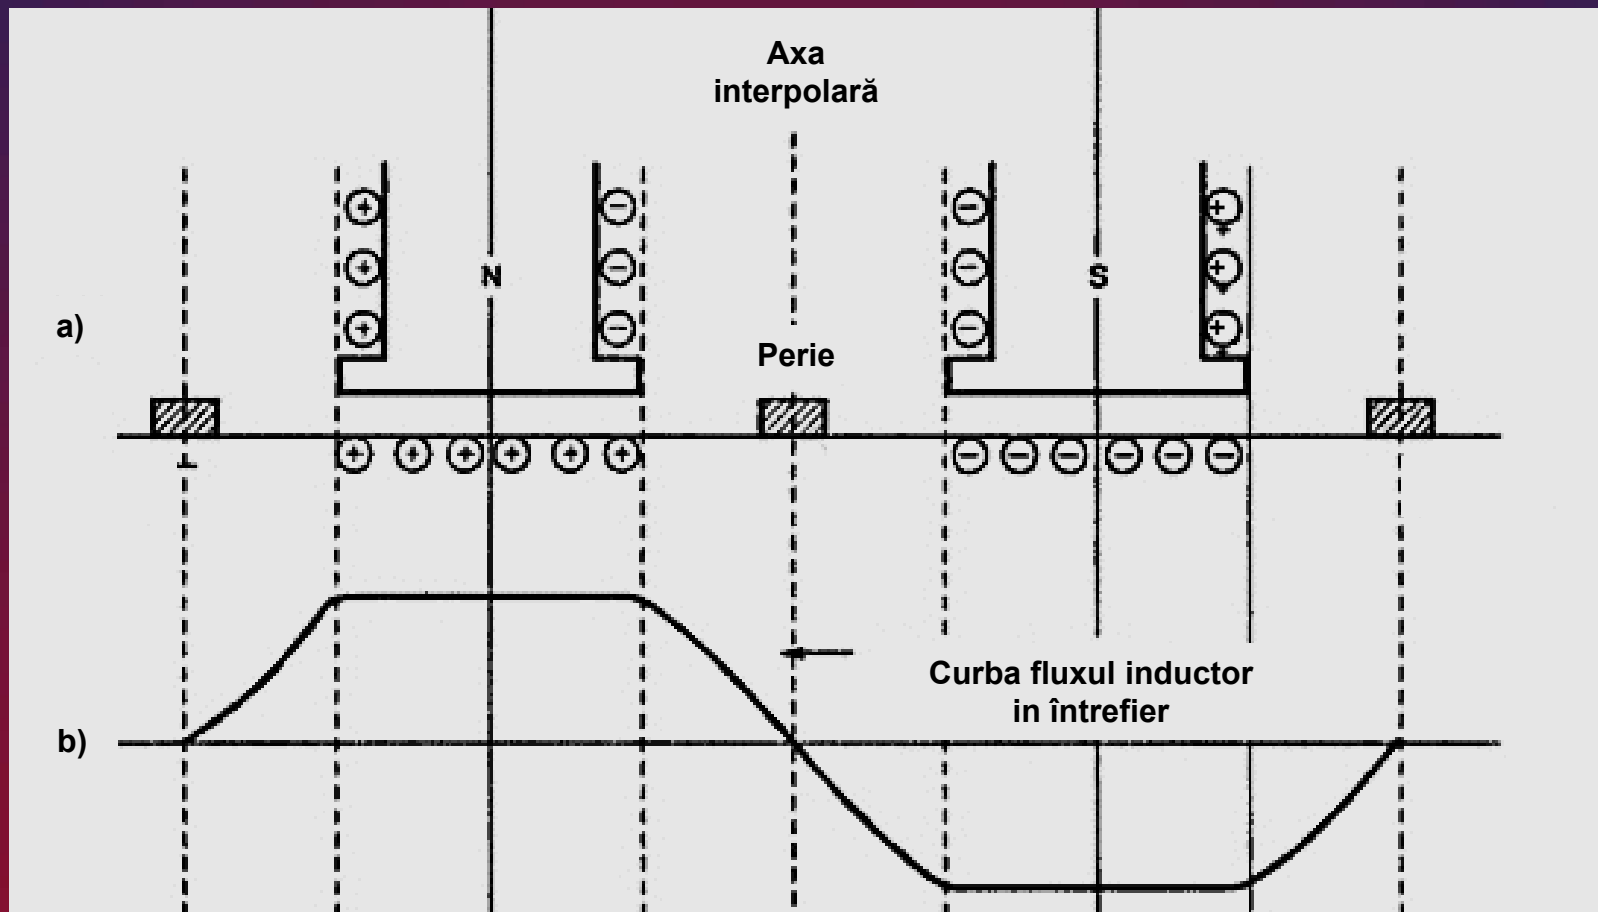 Axa
interpolară
N
S
a)
Perie
b)
Curba fluxul inductor
in întrefier